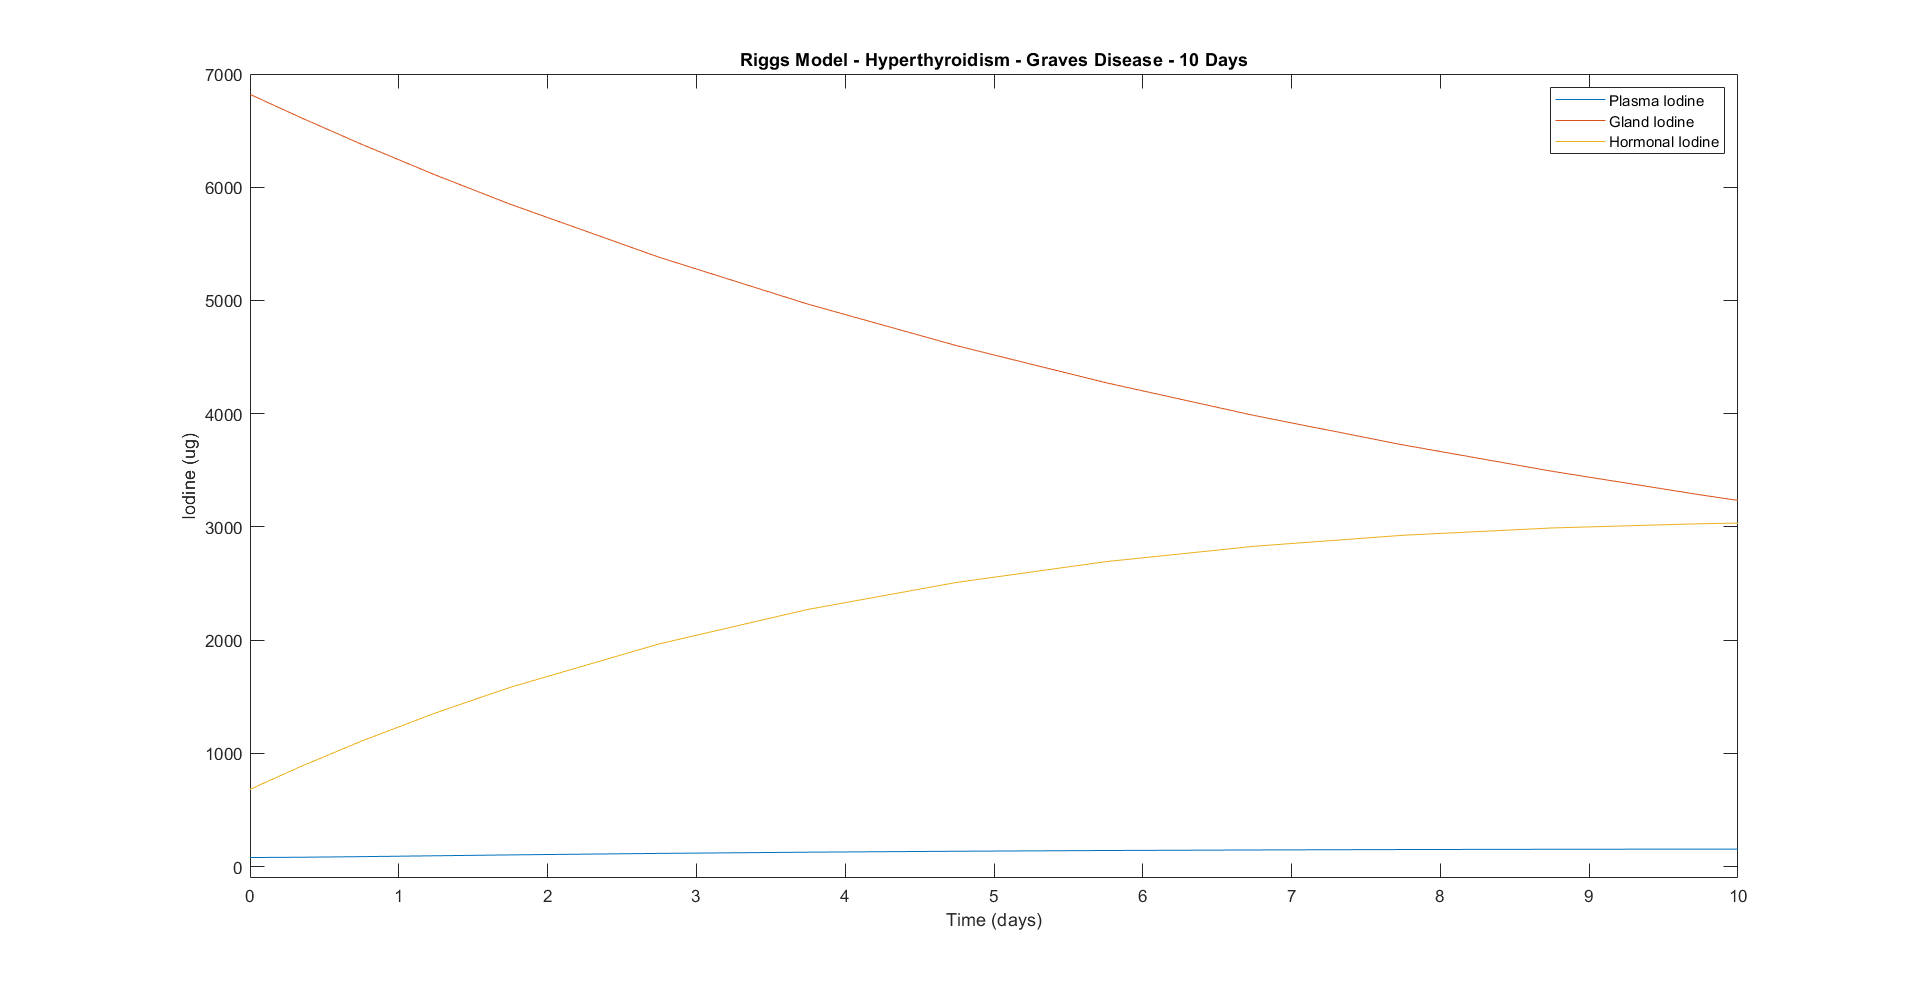 Riggs Model - Hyperthyroidism - Graves Disease - 10 Days
7000
6000
5000
4000
3000
2000
1000
0
Iodine (ug)
Plasma Iodine
Gland Iodine
Hormonal Iodine
0 1 2 3 4 5 6 7 8 9 10
Time (days)